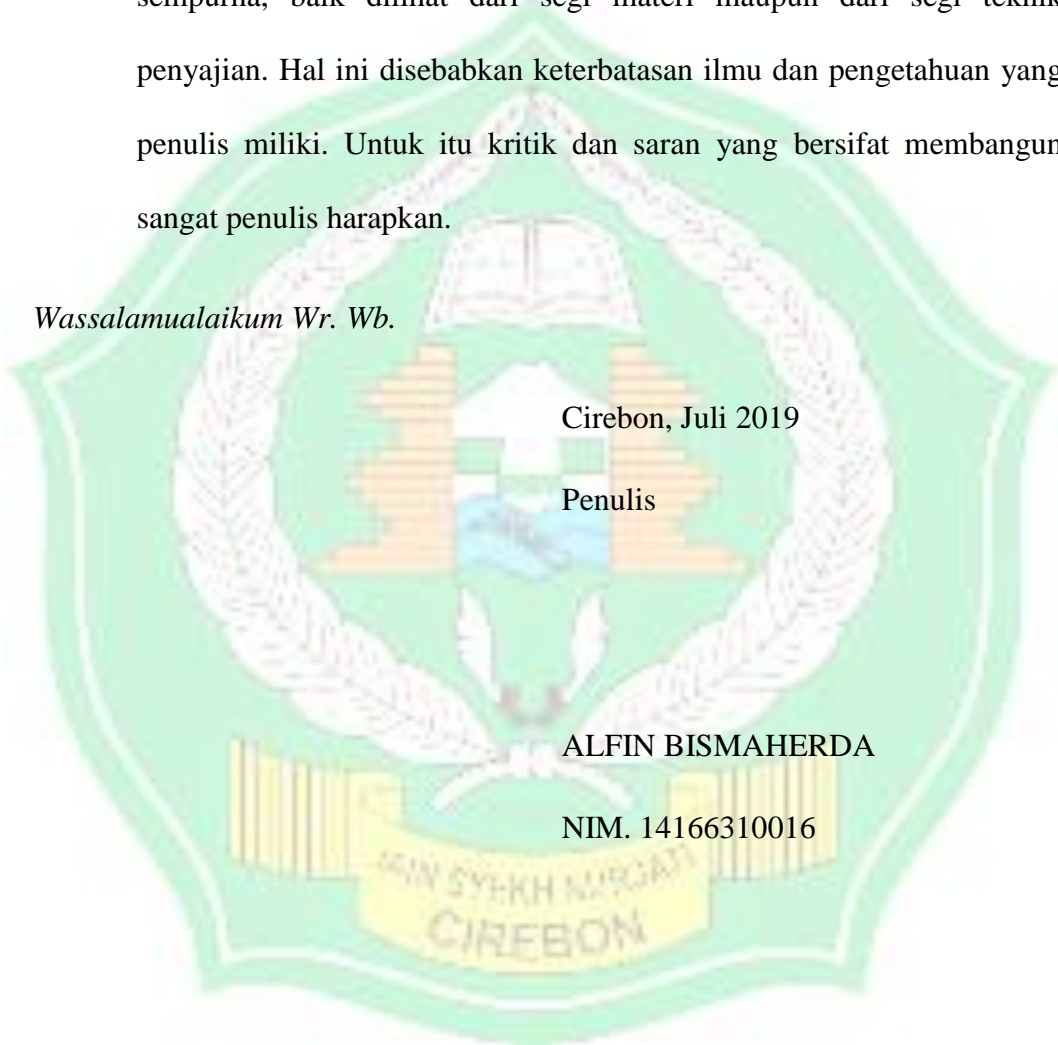 sempurna, baik dilihat dari segi materi maupun dari segi teknik
penyajian. Hal ini disebabkan keterbatasan ilmu dan pengetahuan yang
penulis miliki. Untuk itu kritik dan saran yang bersifat membangun
sangat penulis harapkan.
Wassalamualaikum Wr. Wb.
Cirebon, Juli 2019
Penulis
ALFIN BISMAHERDA
NIM. 14166310016
IAIN SYEKH NURJATI
CIREBON